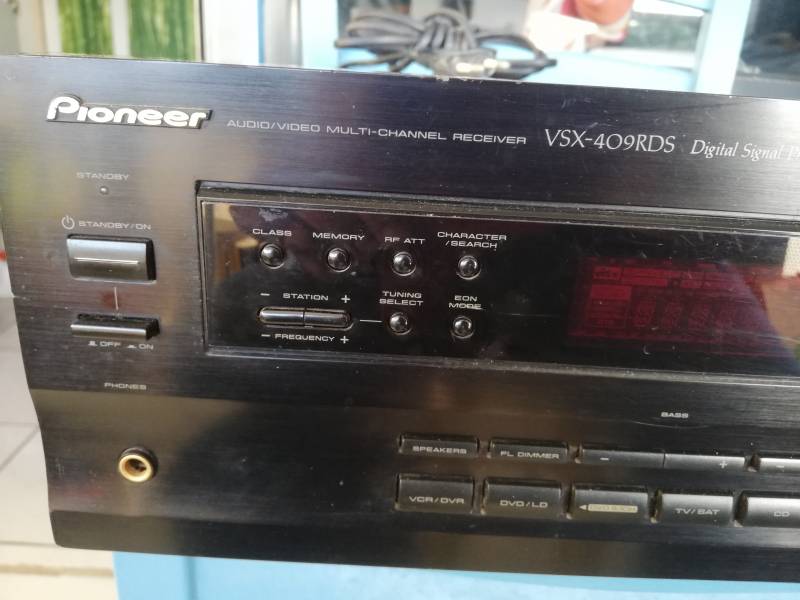 Pioneer
AUDIO/VIDEO MULTI-CHANNEL RECEIVER VSX-409RDS Digital Signal
STANDBY
STANDBY/ON
OFF ON
PHONES
CLASS MEMORY RF ATT CHARACTER
/SEARCH
- STATION + TUNING
SELECT EON
MODE
- FREQUENCY +
BASS
SPEAKERS FL DIMMER - + -
VCR/DVR DVD/LD TV/SAT CD